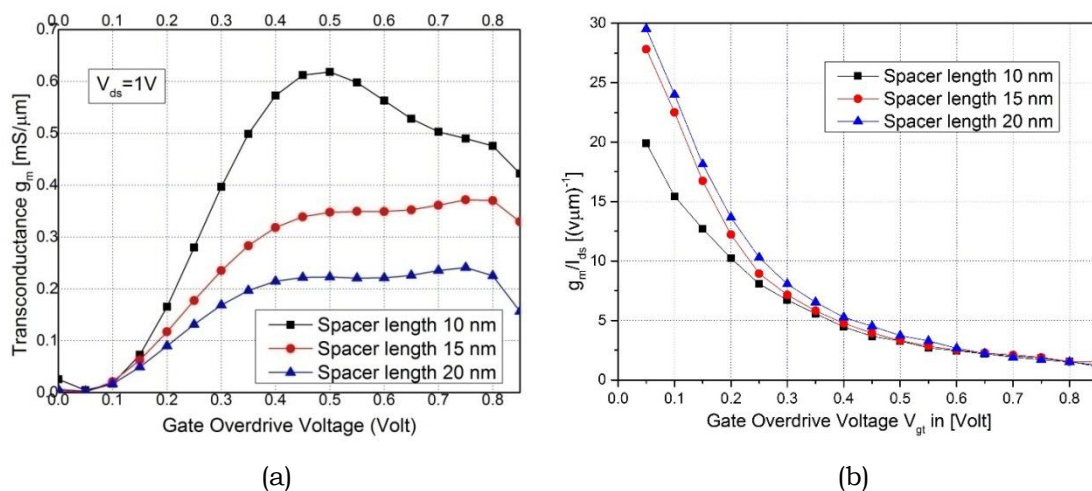 0.0 0.1 0.2 0.3 0.4 0.5 0.6 0.7 0.8
0.7
0.6
0.5
0.4
0.3
0.2
0.1
0.0
Transconductance gm [mS/μm]
Vds=1V
Spacer length 10 nm
Spacer length 15 nm
Spacer length 20 nm
0.0 0.1 0.2 0.3 0.4 0.5 0.6 0.7 0.8
Gate Overdrive Voltage (Volt)
(a)
30
25
20
15
10
5
0
gm/Ids [(vμm)-1
Spacer length 10 nm
Spacer length 15 nm
Spacer length 20 nm
0.0 0.1 0.2 0.3 0.4 0.5 0.6 0.7 0.8
Gate Overdrive Voltage Vgt in [Volt]
(b)